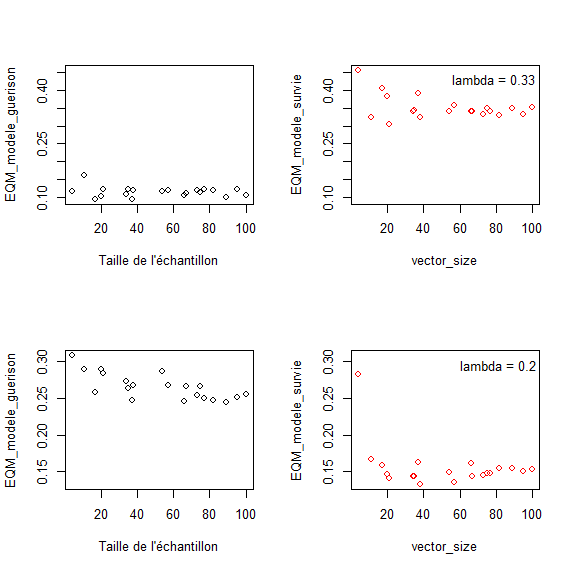 EQM_modele_guerison
0.10 0.25 0.40
20 40 60 80 100
Taille de l'échantillon
EQM_modele_survie
0.10 0.25 0.40
lambda = 0.33
20 40 60 80 100
vector_size
EQM_modele_guerison
0.15 0.20 0.25 0.30
20 40 60 80 100
Taille de l'échantillon
EQM_modele_survie
0.15 0.20 0.25 0.30
lambda = 0.2
20 40 60 80 100
vector_size